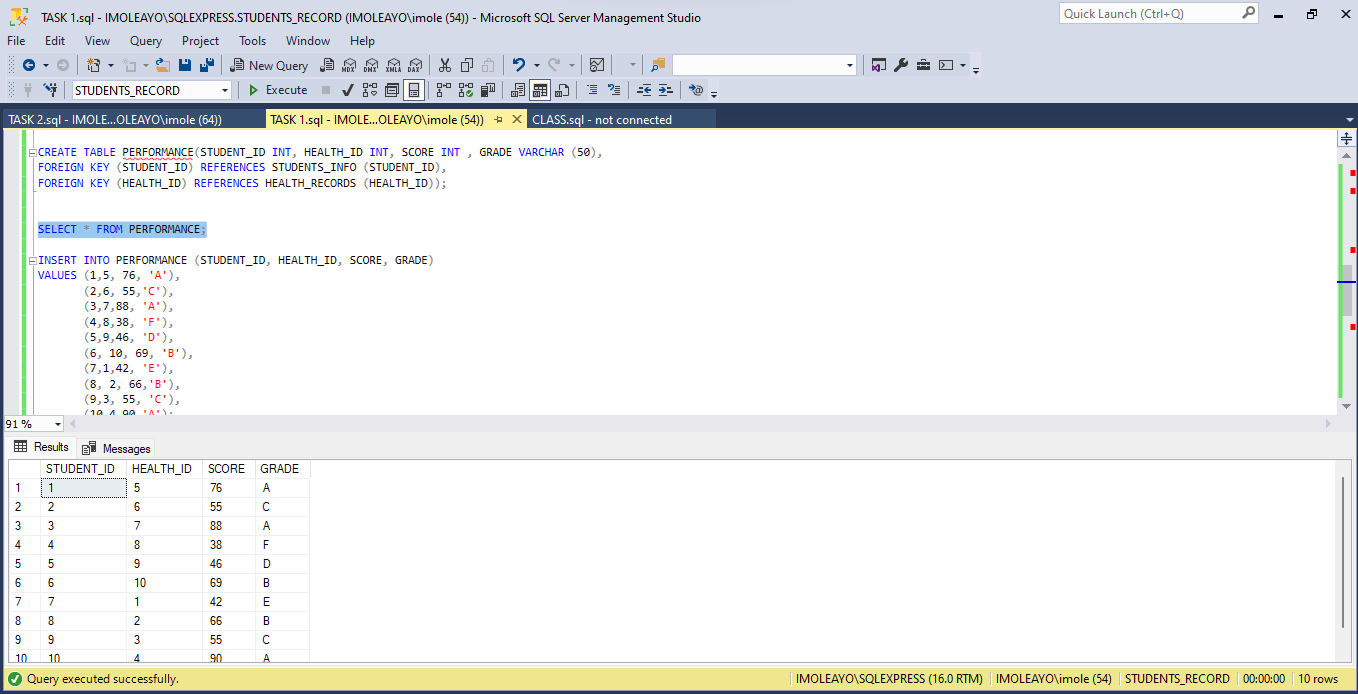 TASK 1.sql - IMOLEAYO\SQLEXPRESS.STUDENTS_RECORD (IMOLEAYO\imole (54)) - Microsoft SQL Server Management Studio
Quick Launch (Ctrl+Q)
File Edit View Query Project Tools Window Help
New Query MDX DMX XMLA DAX
STUDENTS_RECORD Execute
TASK 2.sql - IMOLE...OLEAYO\imole (64)) TASK 1.sql - IMOLE...OLEAYO\imole (54)) CLASS.sql - not connected
CREATE TABLE PERFORMANCE(STUDENT_ID INT, HEALTH_ID INT, SCORE INT , GRADE VARCHAR (50),
FOREIGN KEY (STUDENT_ID) REFERENCES STUDENTS_INFO (STUDENT_ID),
FOREIGN KEY (HEALTH_ID) REFERENCES HEALTH_RECORDS (HEALTH_ID));
SELECT * FROM PERFORMANCE;
INSERT INTO PERFORMANCE (STUDENT_ID, HEALTH_ID, SCORE, GRADE)
VALUES (1,5, 76, 'A'),
(2,6, 55,'C'),
(3,7,88, 'A'),
(4,8,38, 'F'),
(5,9,46, 'D'),
(6, 10, 69, 'B'),
(7,1,42, 'E'),
(8, 2, 66,'B'),
(9,3, 55, 'C'),
(10,4,90,'A');
91 %
Results Messages
STUDENT_ID HEALTH_ID SCORE GRADE
1 1 5 76 A
2 2 6 55 C
3 3 7 88 A
4 4 8 38 F
5 5 9 46 D
6 6 10 69 B
7 7 1 42 E
8 8 2 66 B
9 9 3 55 C
10 10 4 90 A
Query executed successfully. IMOLEAYO\SQLEXPRESS (16.0 RTM) IMOLEAYO\imole (54) STUDENTS_RECORD 00:00:00 10 rows